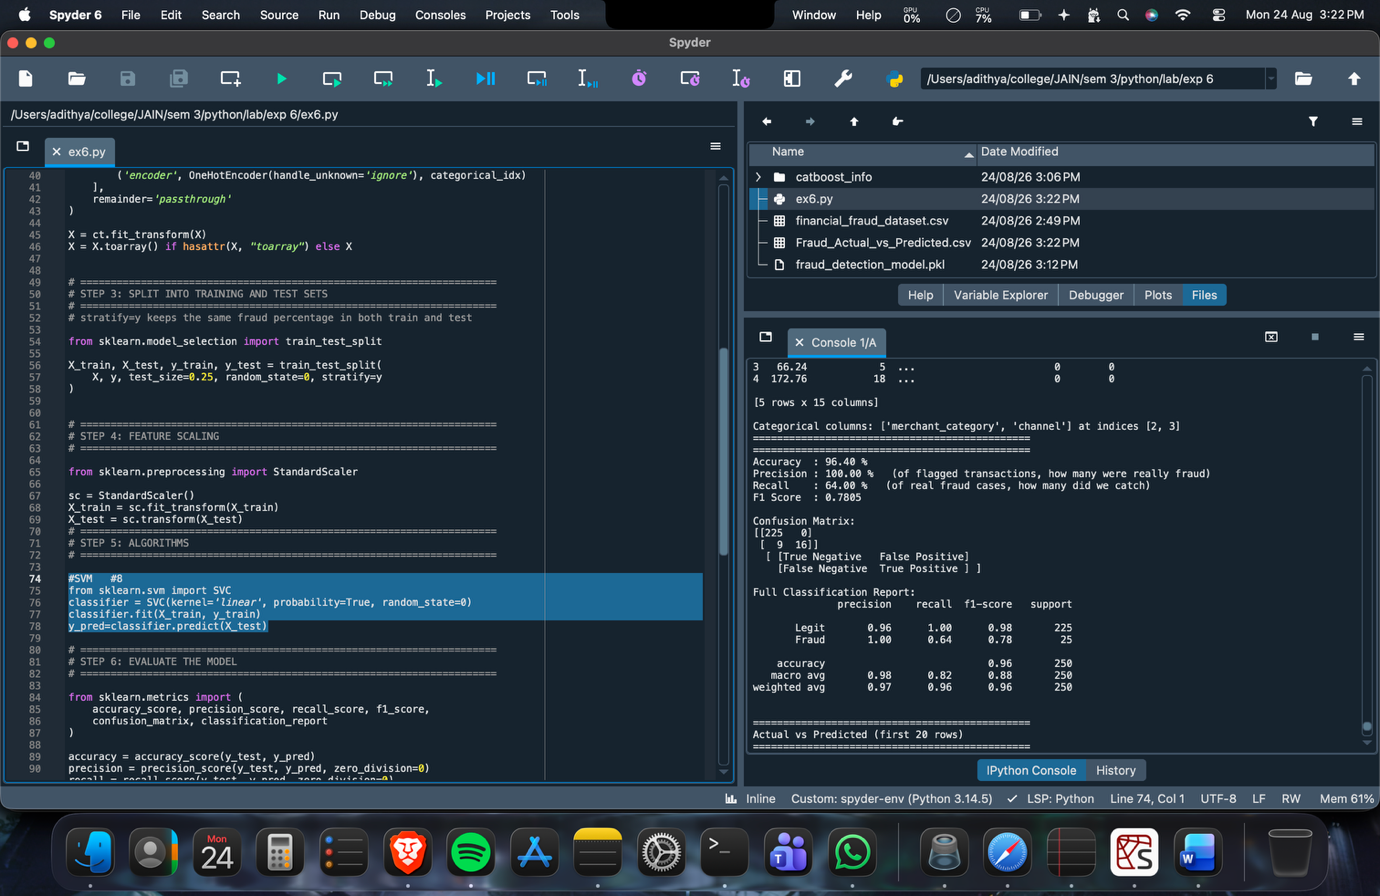 Spyder 6 File Edit Search Source Run Debug Consoles Projects Tools Window Help GPU 0% CPU 7% Mon 24 Aug 3:22 PM
Spyder
/Users/adithya/college/JAIN/sem 3/python/lab/exp 6
/Users/adithya/college/JAIN/sem 3/python/lab/exp 6/ex6.py
ex6.py
40 ('encoder', OneHotEncoder(handle_unknown='ignore'), categorical_idx)
41 ],
42 remainder='passthrough'
43 )
44
45 X = ct.fit_transform(X)
46 X = X.toarray() if hasattr(X, "toarray") else X
47
48
49 # ====================================================================
50 # STEP 3: SPLIT INTO TRAINING AND TEST SETS
51 # ====================================================================
52 # stratify=y keeps the same fraud percentage in both train and test
53
54 from sklearn.model_selection import train_test_split
55
56 X_train, X_test, y_train, y_test = train_test_split(
57 X, y, test_size=0.25, random_state=0, stratify=y
58 )
59
60
61 # ====================================================================
62 # STEP 4: FEATURE SCALING
63 # ====================================================================
64
65 from sklearn.preprocessing import StandardScaler
66
67 sc = StandardScaler()
68 X_train = sc.fit_transform(X_train)
69 X_test = sc.transform(X_test)
70 # ====================================================================
71 # STEP 5: ALGORITHMS
72 # ====================================================================
73
74 #SVM #8
75 from sklearn.svm import SVC
76 classifier = SVC(kernel='linear', probability=True, random_state=0)
77 classifier.fit(X_train, y_train)
78 y_pred=classifier.predict(X_test)
79
80 # ====================================================================
81 # STEP 6: EVALUATE THE MODEL
82 # ====================================================================
83
84 from sklearn.metrics import (
85 accuracy_score, precision_score, recall_score, f1_score,
86 confusion_matrix, classification_report
87 )
88
89 accuracy = accuracy_score(y_test, y_pred)
90 precision = precision_score(y_test, y_pred, zero_division=0)
recall = recall_score(y_test, y_pred, zero_division=0)
Name Date Modified
catboost_info 24/08/26 3:06 PM
ex6.py 24/08/26 3:22 PM
financial_fraud_dataset.csv 24/08/26 2:49 PM
Fraud_Actual_vs_Predicted.csv 24/08/26 3:22 PM
fraud_detection_model.pkl 24/08/26 3:12 PM
Help Variable Explorer Debugger Plots Files
Console 1/A
3 66.24 5 ... 0 0
4 172.76 18 ... 0 0
[5 rows x 15 columns]
Categorical columns: ['merchant_category', 'channel'] at indices [2, 3]
==============================================
Accuracy : 96.40 %
Precision : 100.00 % (of flagged transactions, how many were really fraud)
Recall : 64.00 % (of real fraud cases, how many did we catch)
F1 Score : 0.7805
Confusion Matrix:
[[225 0]
[ 9 16]]
[ [True Negative False Positive]
[False Negative True Positive ] ]
Full Classification Report:
precision recall f1-score support
Legit 0.96 1.00 0.98 225
Fraud 1.00 0.64 0.78 25
accuracy 0.96 250
macro avg 0.98 0.82 0.88 250
weighted avg 0.97 0.96 0.96 250
==============================================
Actual vs Predicted (first 20 rows)
==============================================
IPython Console History
Inline Custom: spyder-env (Python 3.14.5) LSP: Python Line 74, Col 1 UTF-8 LF RW Mem 61%
Mon
24